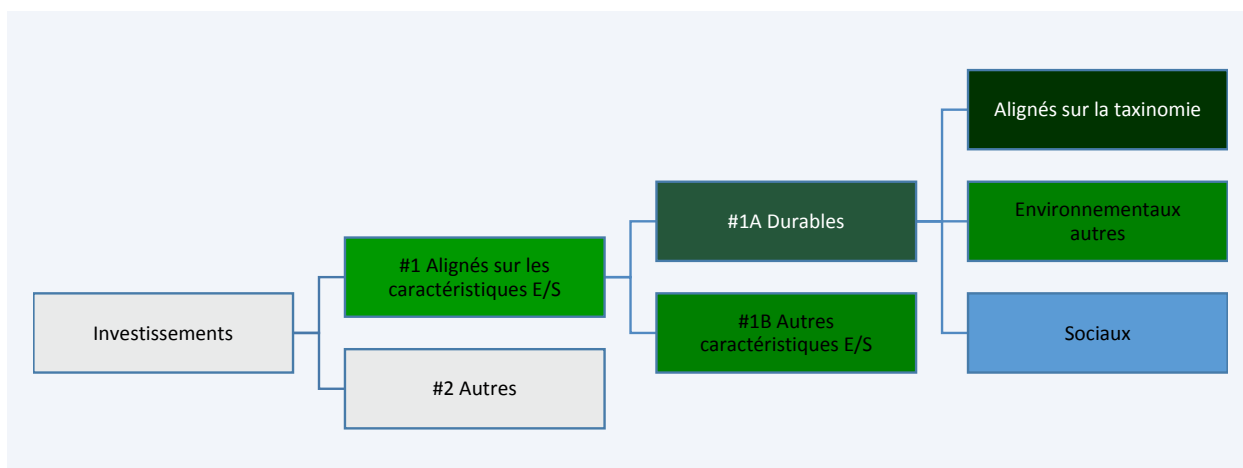 Investissements
#1 Alignés sur les
caractéristiques E/S
#2 Autres
#1A Durables
#1B Autres
caractéristiques E/S
Alignés sur la taxinomie
Environnementaux
autres
Sociaux